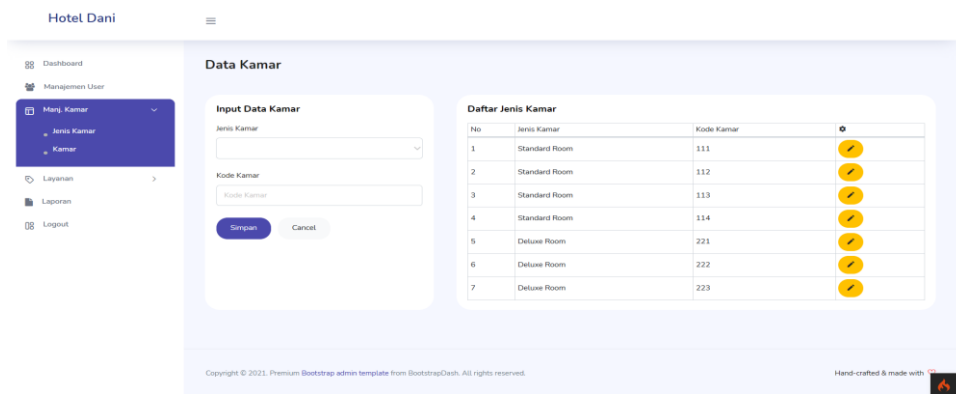 Hotel Dani
Dashboard
Manajemen User
Manj. Kamar
Jenis Kamar
Kamar
Layanan
Laporan
Logout
Data Kamar
Input Data Kamar
Jenis Kamar
Kode Kamar
Kode Kamar
Simpan Cancel
Daftar Jenis Kamar
No Jenis Kamar Kode Kamar
1 Standard Room 111
2 Standard Room 112
3 Standard Room 113
4 Standard Room 114
5 Deluxe Room 221
6 Deluxe Room 222
7 Deluxe Room 223
Copyright © 2021. Premium Bootstrap admin template from BootstrapDash. All rights reserved.
Hand-crafted & made with